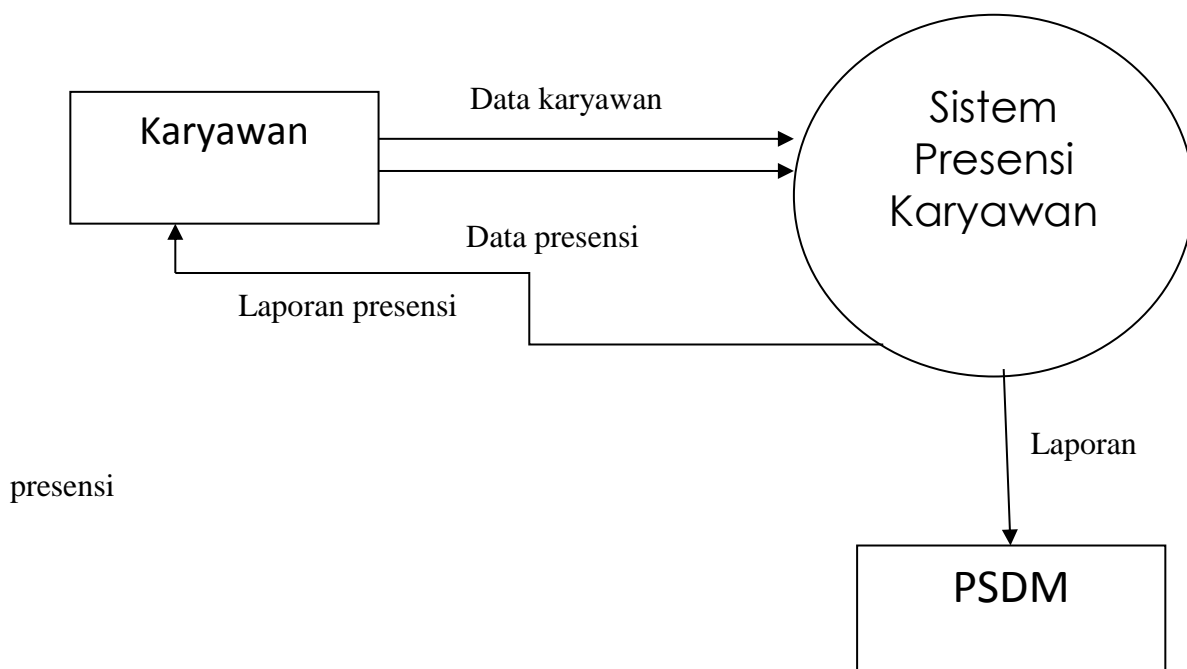 Data karyawan
Karyawan
Sistem
Presensi
Karyawan
Data presensi
Laporan presensi
Laporan
presensi
PSDM